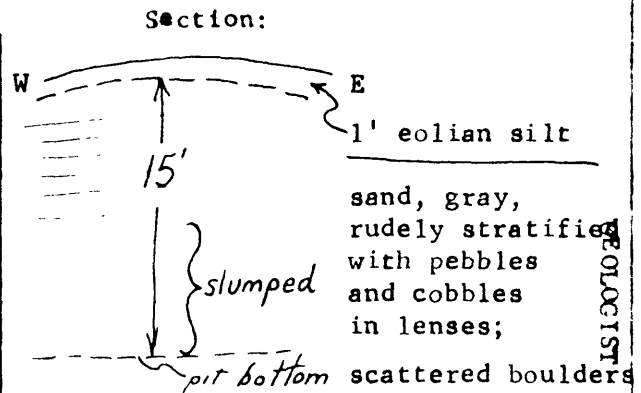 Section:
W E
1' eolian silt
15'
sand, gray,
rudely stratified
with pebbles
and cobbles
in lenses;
slumped
scattered boulders
pit bottom
GEOLOGIST